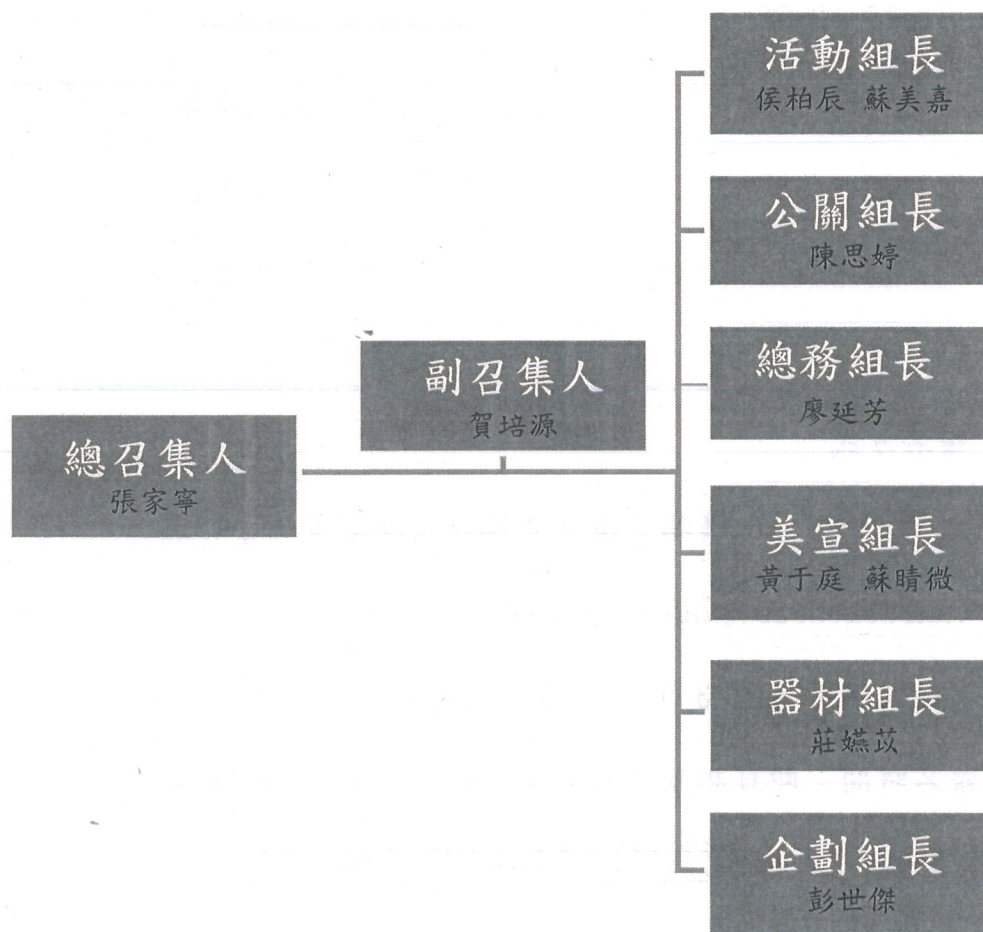 總召集人
張家寧
副召集人
賀培源
活動組長
侯柏辰 蘇美嘉
公關組長
陳思婷
總務組長
廖延芳
美宣組長
黃于庭 蘇晴微
器材組長
莊嬿苡
企劃組長
彭世傑